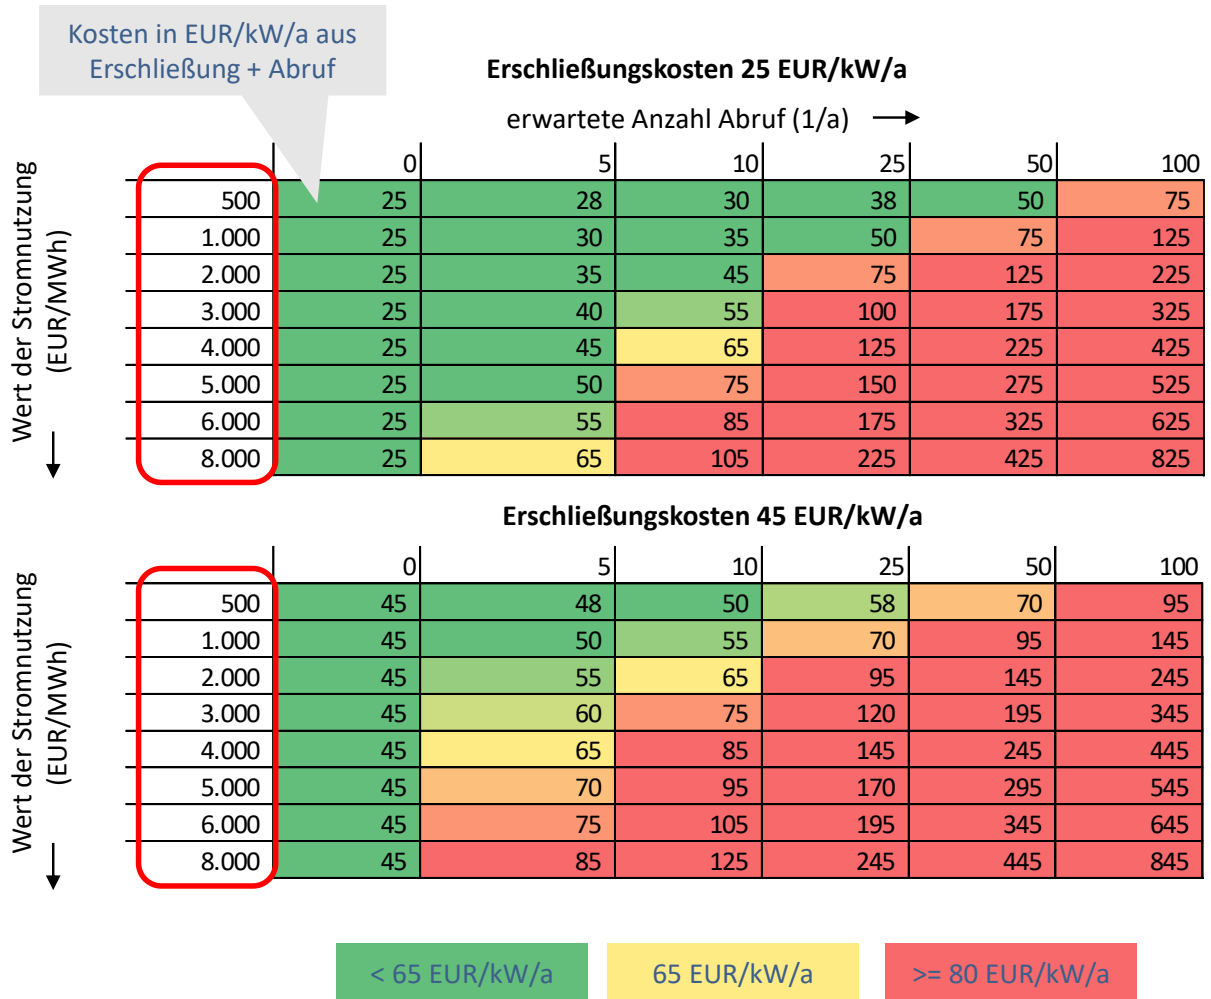 Kosten in EUR/kW/a aus
Erschließung + Abruf
Erschließungskosten 25 EUR/kW/a
erwartete Anzahl Abruf (1/a)
Wert der Stromnutzung
(EUR/MWh)
0 5 10 25 50 100
500 25 28 30 38 50 75
1.000 25 30 35 50 75 125
2.000 25 35 45 75 125 225
3.000 25 40 55 100 175 325
4.000 25 45 65 125 225 425
5.000 25 50 75 150 275 525
6.000 25 55 85 175 325 625
8.000 25 65 105 225 425 825
Erschließungskosten 45 EUR/kW/a
Wert der Stromnutzung
(EUR/MWh)
0 5 10 25 50 100
500 45 48 50 58 70 95
1.000 45 50 55 70 95 145
2.000 45 55 65 95 145 245
3.000 45 60 75 120 195 345
4.000 45 65 85 145 245 445
5.000 45 70 95 170 295 545
6.000 45 75 105 195 345 645
8.000 45 85 125 245 445 845
< 65 EUR/kW/a
65 EUR/kW/a
>= 80 EUR/kW/a